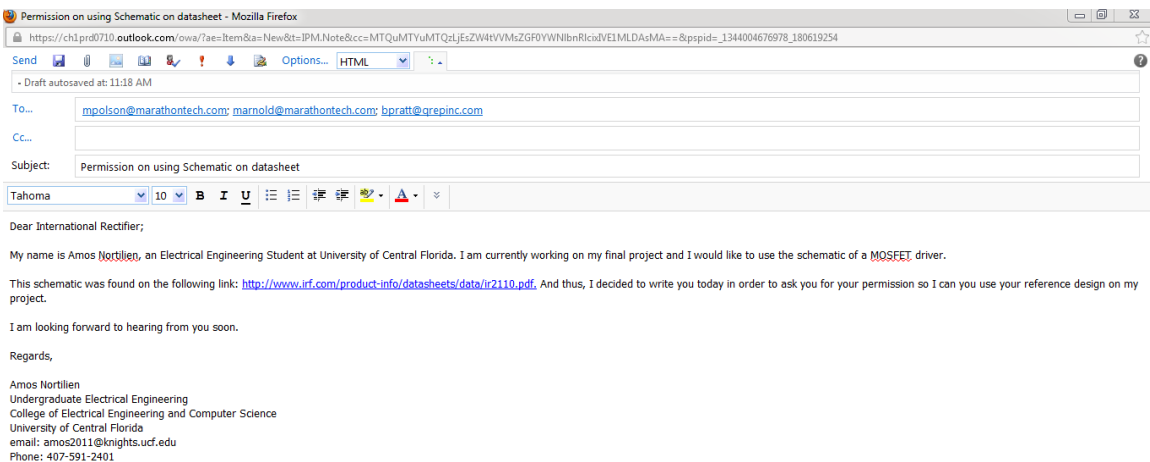 Permission on using Schematic on datasheet - Mozilla Firefox
https://ch1prd0710.outlook.com/owa/?ae=Item&a=New&t=IPM.Note&cc=MTQuMTYuMTQzLjEsZW4tVVMsZGF0YWNlbnRlcixIVE1MLDAsMA==&pspid=_1344004676978_180619254
Send Options... HTML
Draft autosaved at: 11:18 AM
To... mpolson@marathontech.com; marnold@marathontech.com; bpratt@qrepinc.com
Cc...
Subject: Permission on using Schematic on datasheet
Tahoma 10 B I U A
Dear International Rectifier;
My name is Amos Nortilien, an Electrical Engineering Student at University of Central Florida. I am currently working on my final project and I would like to use the schematic of a MOSFET driver.
This schematic was found on the following link: http://www.irf.com/product-info/datasheets/data/ir2110.pdf. And thus, I decided to write you today in order to ask you for your permission so I can you use your reference design on my
project.
I am looking forward to hearing from you soon.
Regards,
Amos Nortilien
Undergraduate Electrical Engineering
College of Electrical Engineering and Computer Science
University of Central Florida
email: amos2011@knights.ucf.edu
Phone: 407-591-2401